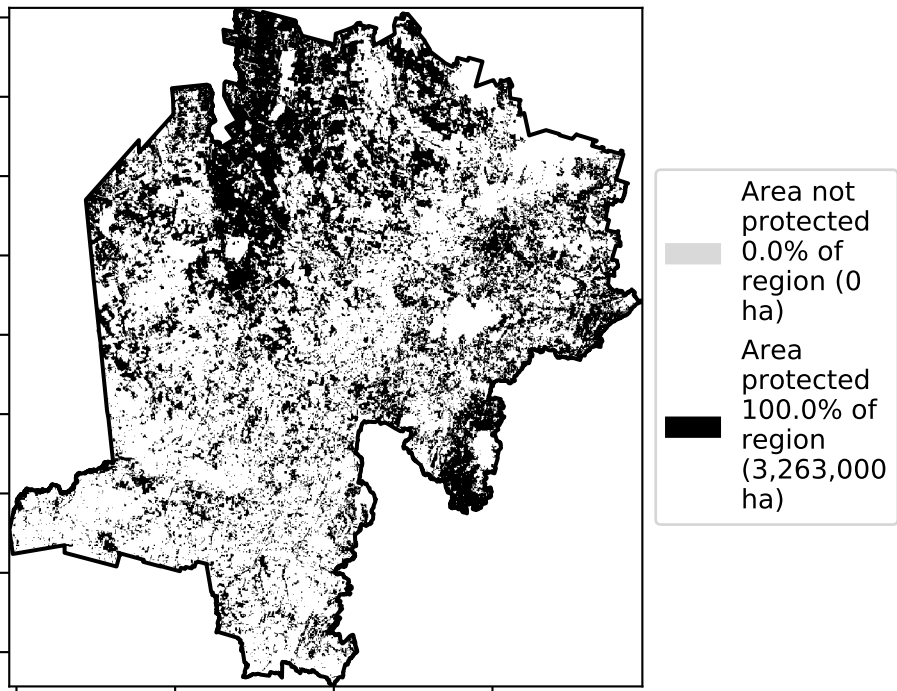 Area not
protected
0.0% of
region (0
ha)
Area
protected
100.0% of
region
(3,263,000
ha)